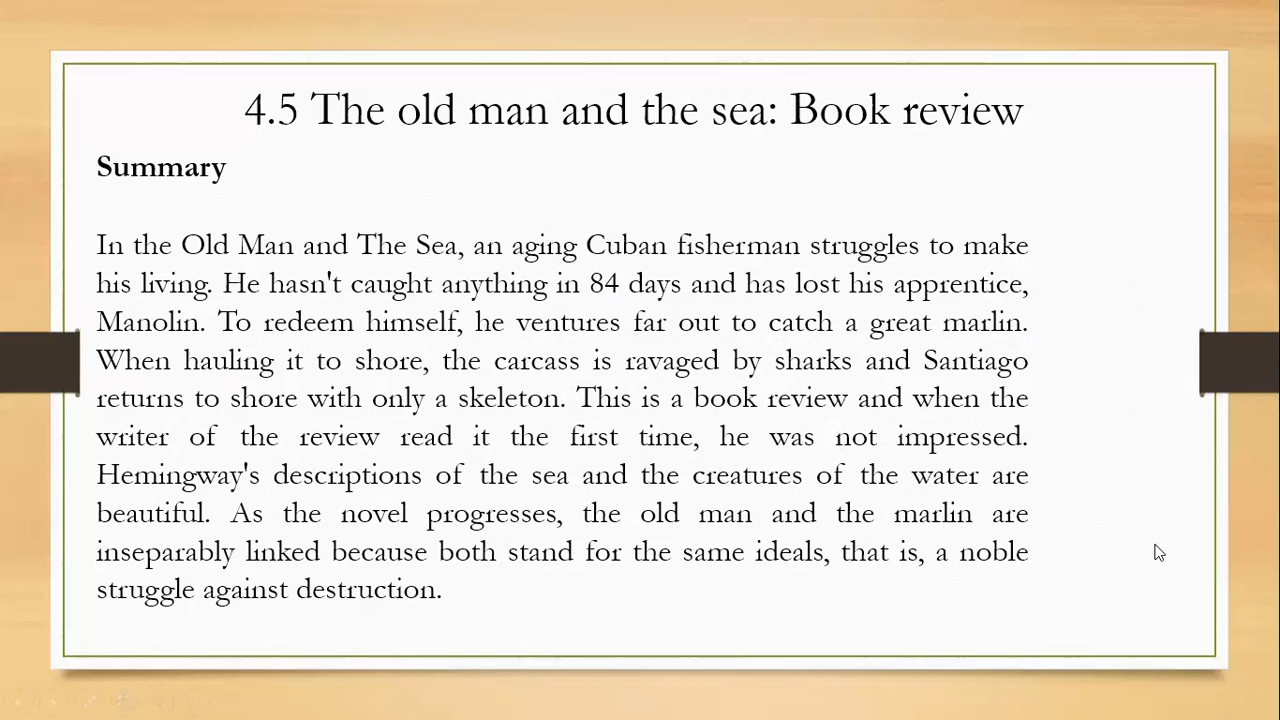 4.5 The old man and the sea: Book review
Summary
In the Old Man and The Sea, an aging Cuban fisherman struggles to make
his living. He hasn't caught anything in 84 days and has lost his apprentice,
Manolin. To redeem himself, he ventures far out to catch a great marlin.
When hauling it to shore, the carcass is ravaged by sharks and Santiago
returns to shore with only a skeleton. This is a book review and when the
writer of the review read it the first time, he was not impressed.
Hemingway's descriptions of the sea and the creatures of the water are
beautiful. As the novel progresses, the old man and the marlin are
inseparably linked because both stand for the same ideals, that is, a noble
struggle against destruction.